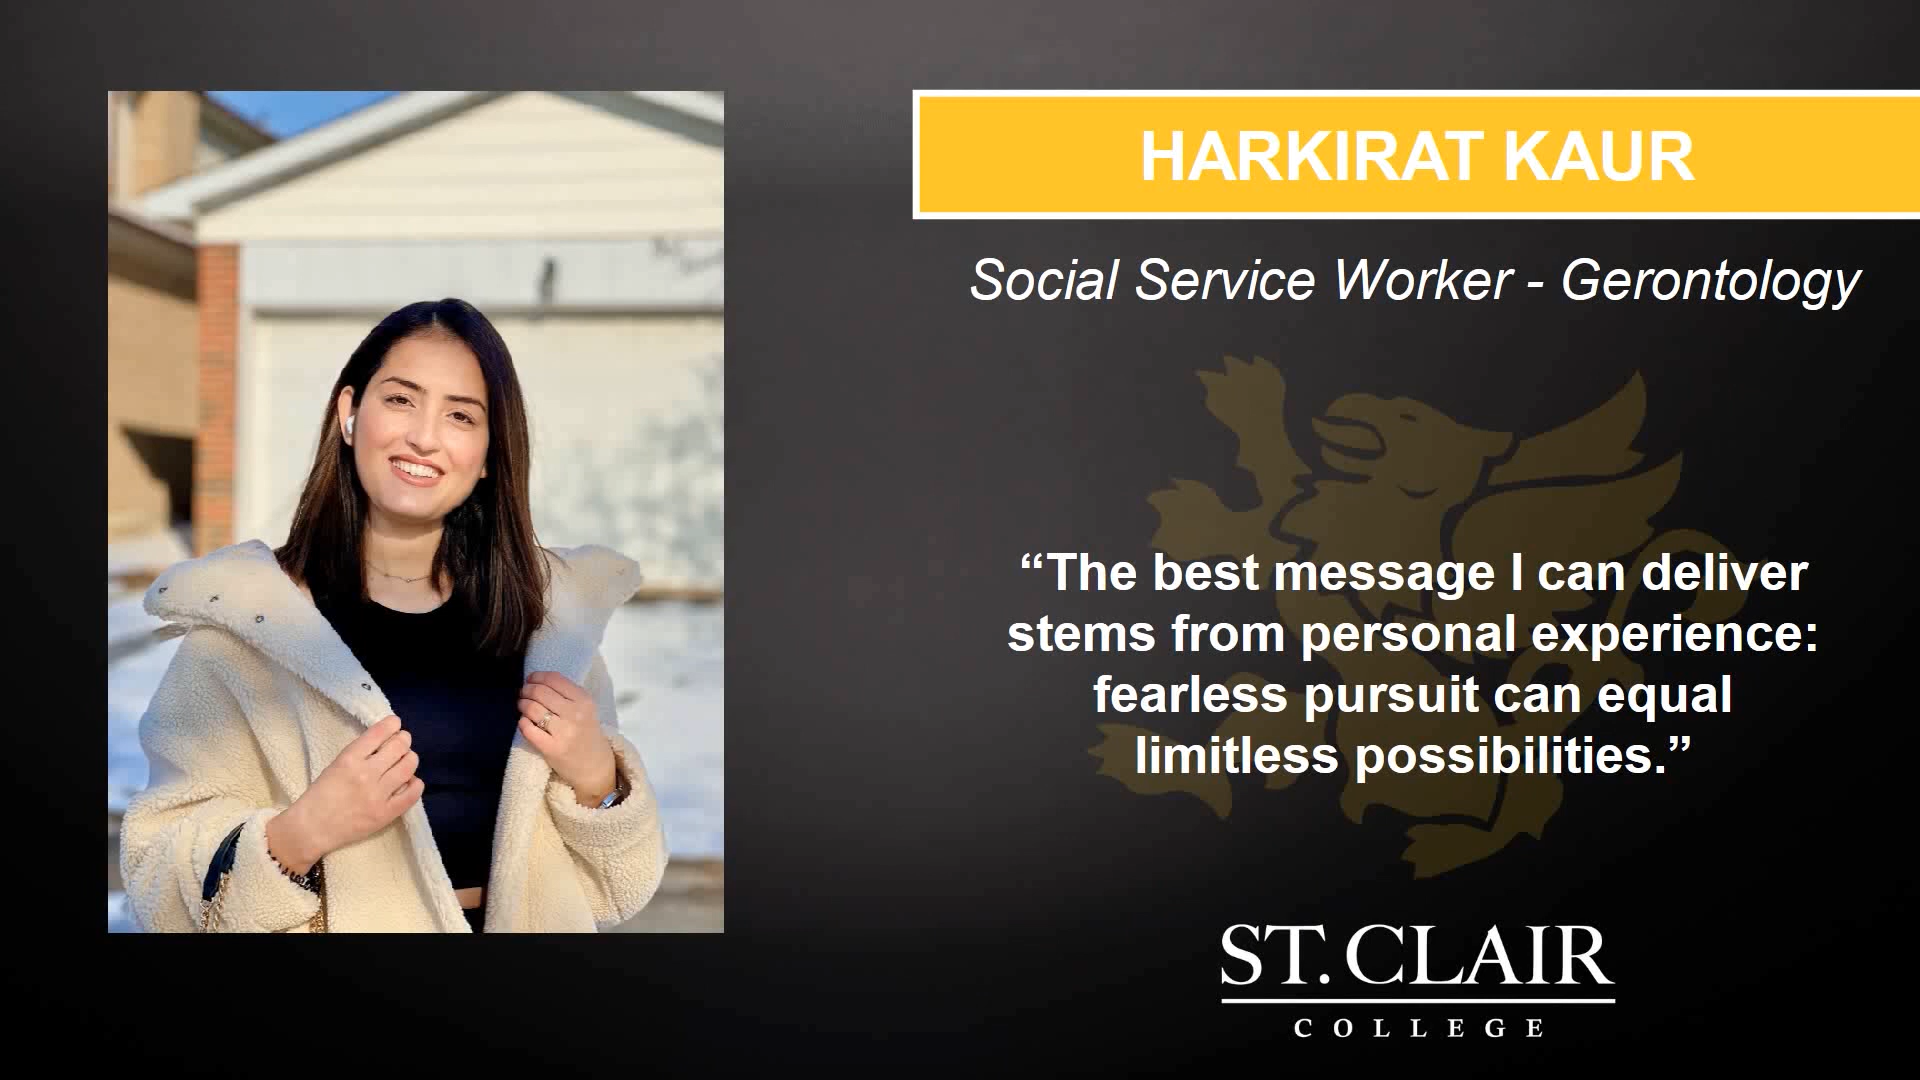 HARKIRAT KAUR
Social Service Worker - Gerontology
“The best message I can deliver
stems from personal experience:
fearless pursuit can equal
limitless possibilities.”
ST. CLAIR
COLLEGE